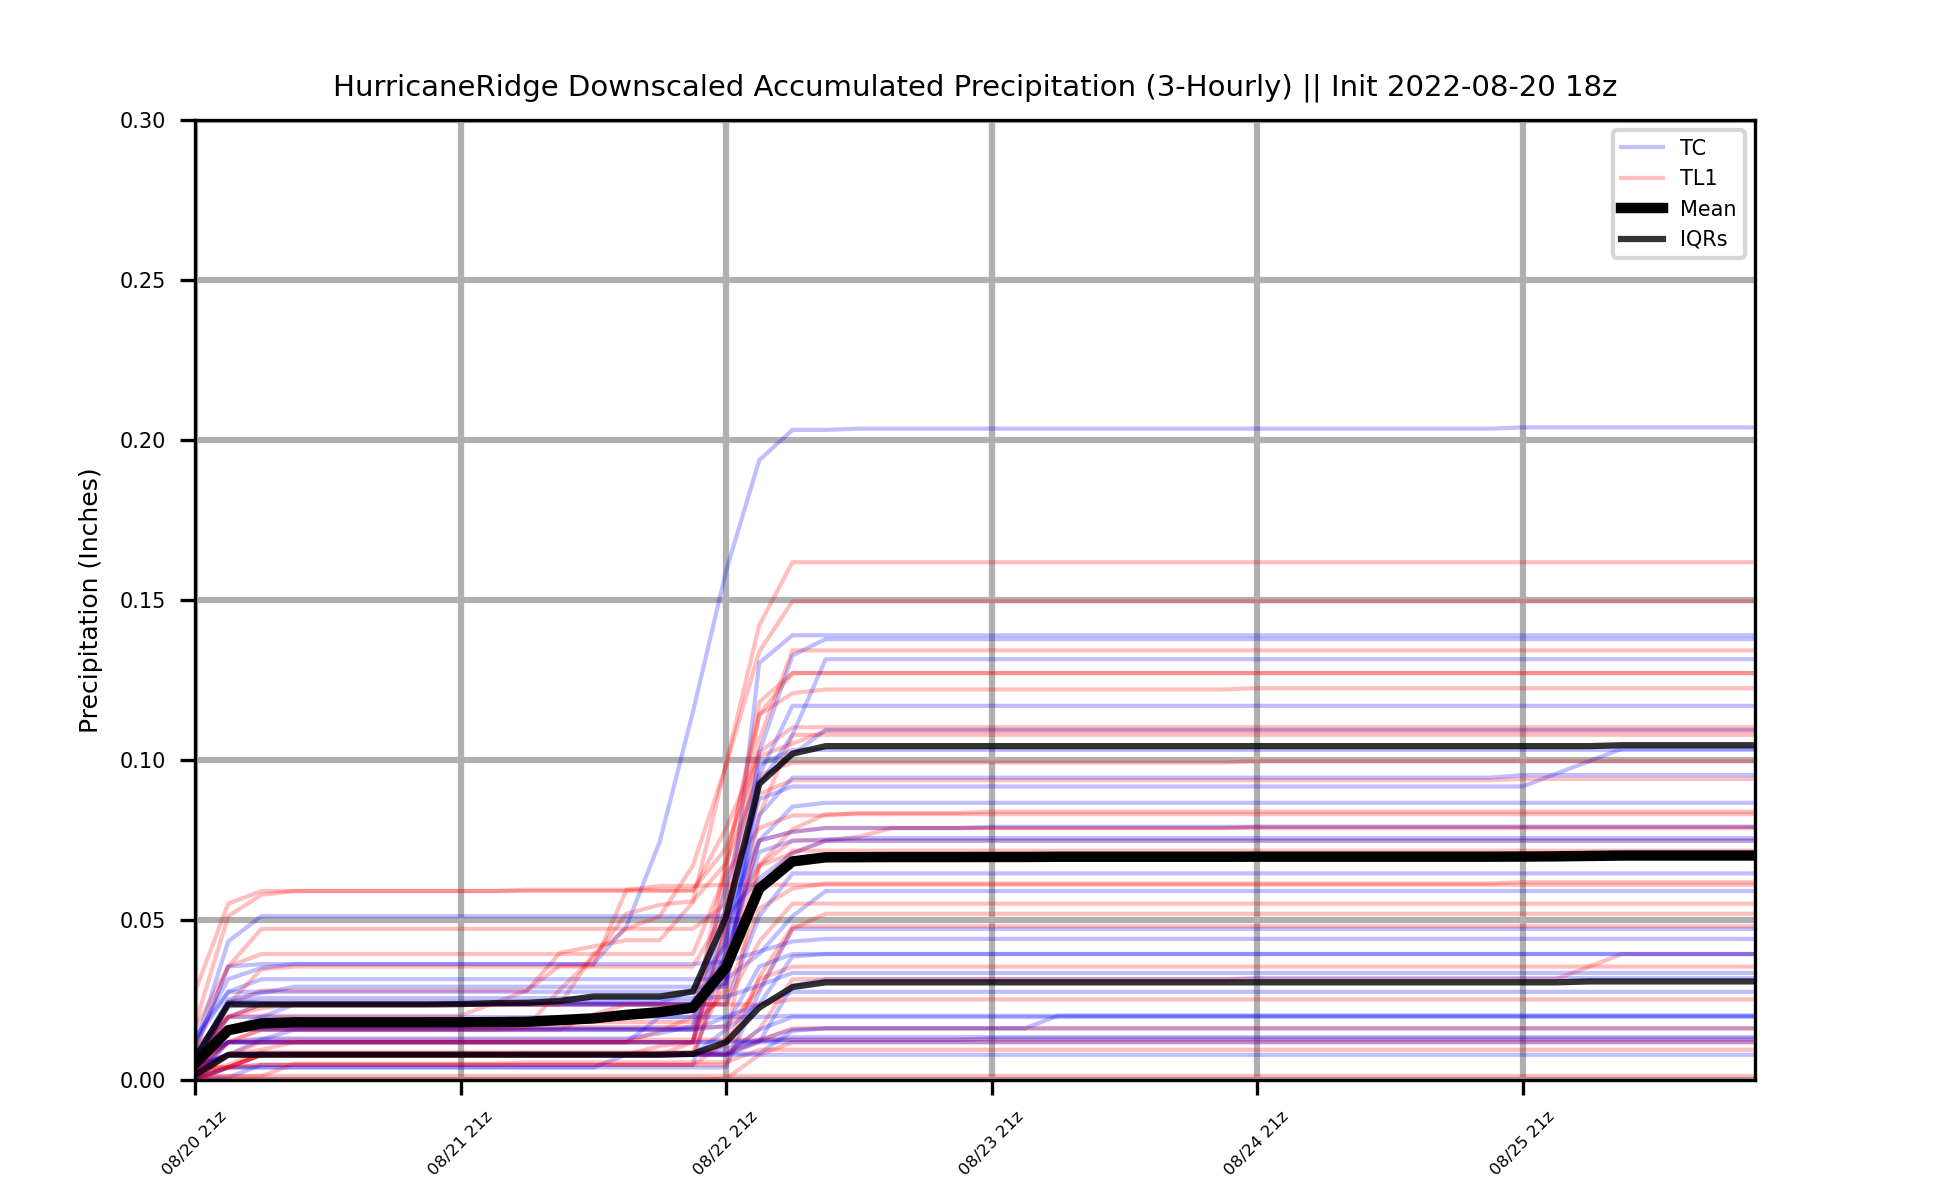 HurricaneRidge Downscaled Accumulated Precipitation (3-Hourly) || Init 2022-08-20 18z
Precipitation (Inches)
0.30
0.25
0.20
0.15
0.10
0.05
0.00
TC
TL1
Mean
IQRs
08/20 21z
08/21 21z
08/22 21z
08/23 21z
08/24 21z
08/25 21z